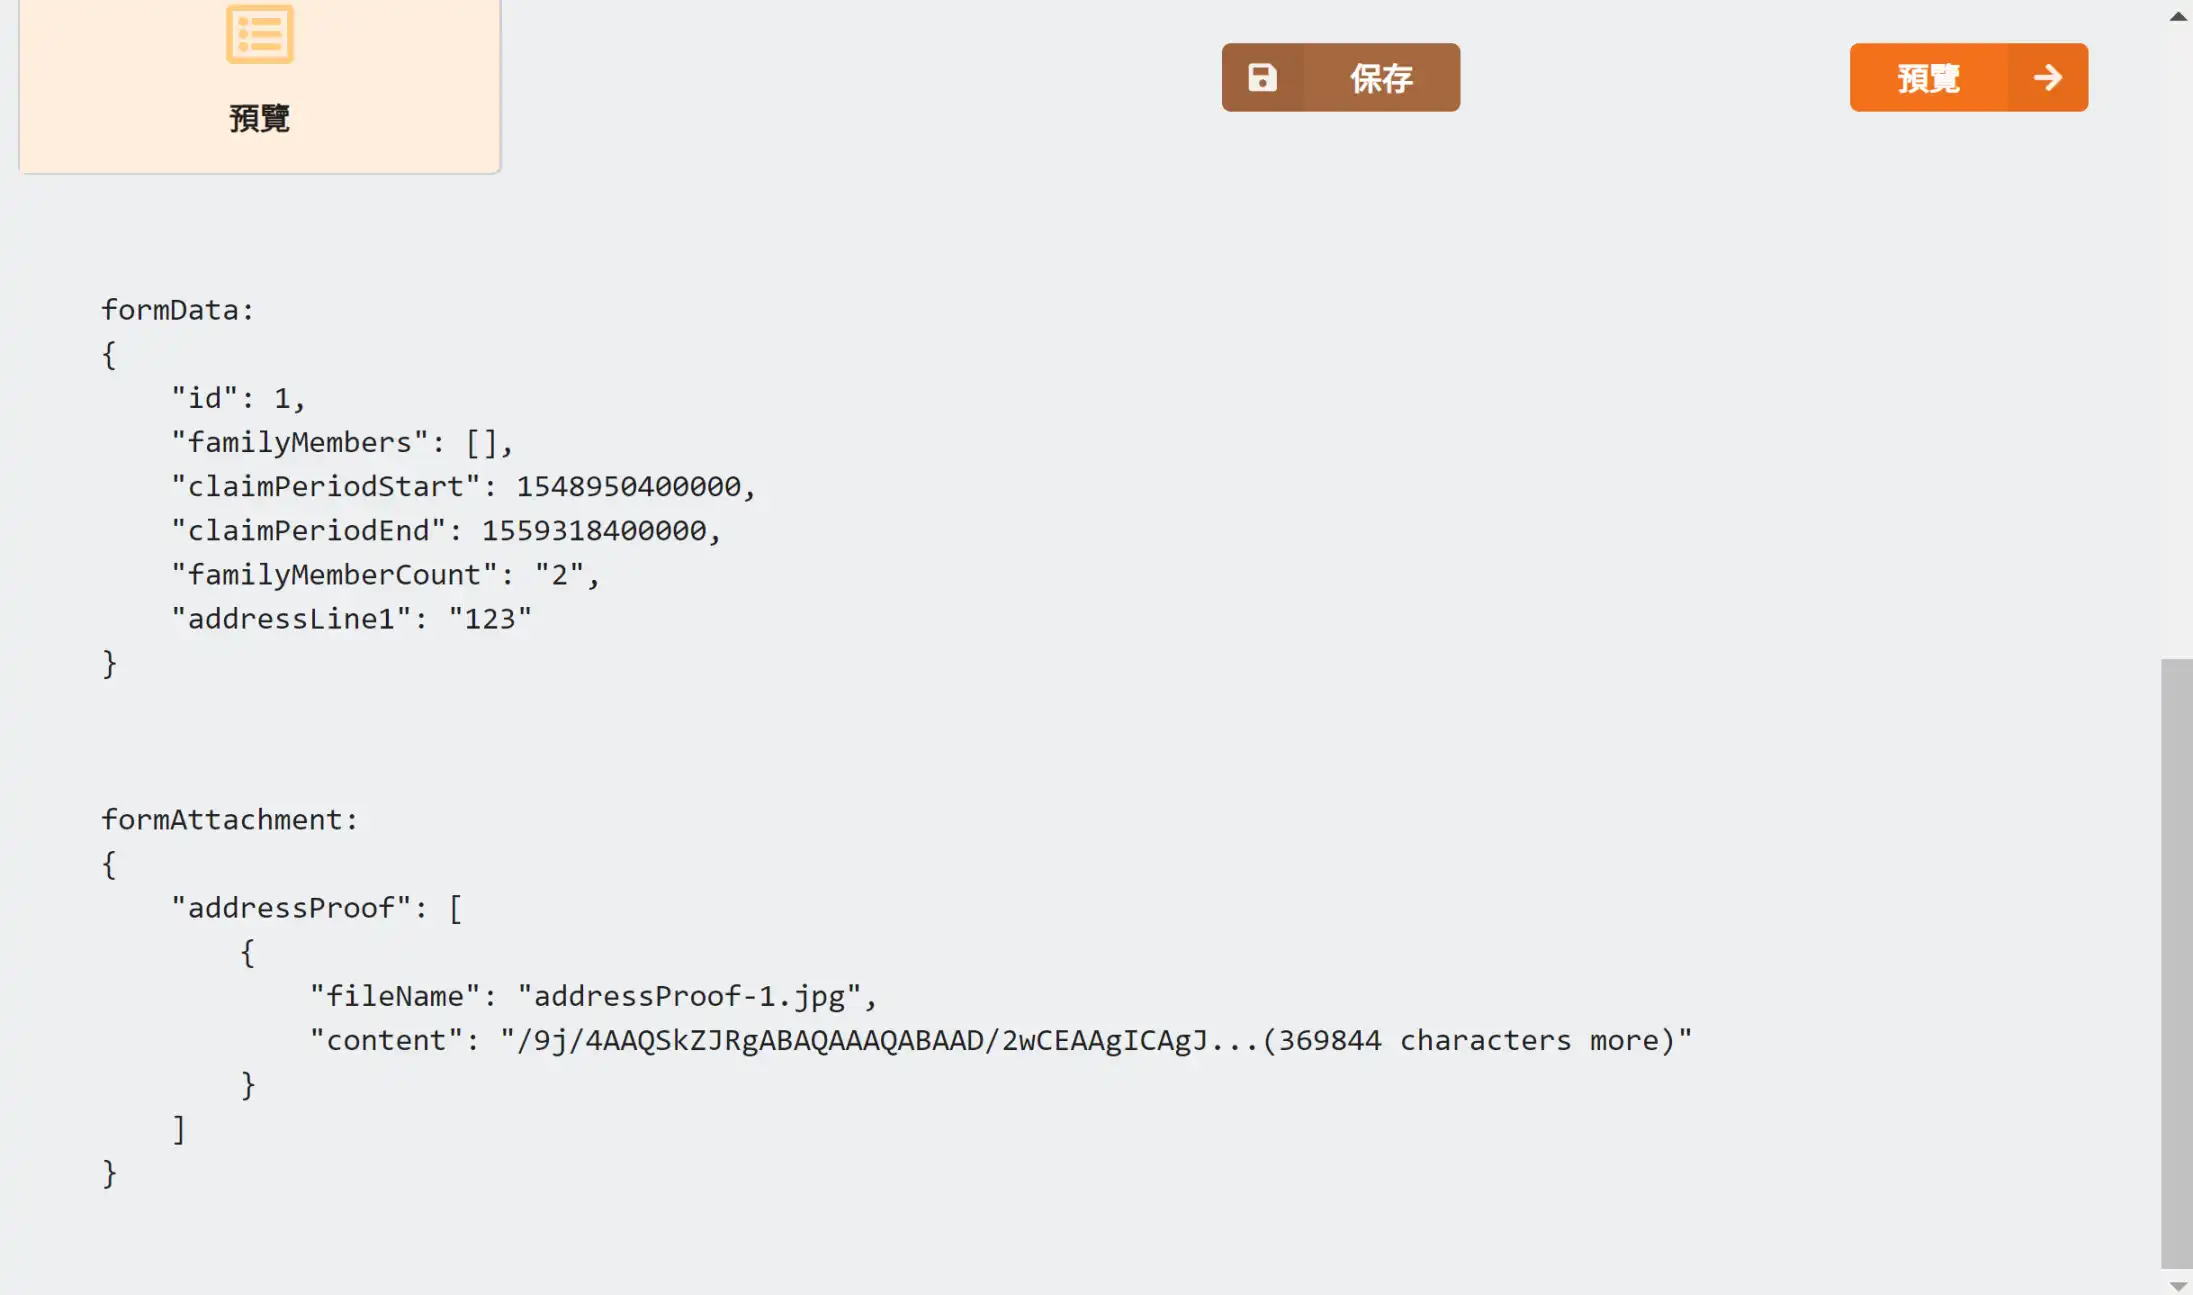 預覽
保存
預覽
formData:
{
"id": 1,
"familyMembers": [],
"claimPeriodStart": 1548950400000,
"claimPeriodEnd": 1559318400000,
"familyMemberCount": "2",
"addressLine1": "123"
}
formAttachment:
{
"addressProof": [
{
"fileName": "addressProof-1.jpg",
"content": "/9j/4AAQSkZJRgABAQAAAQABAAD/2wCEAAgICAgJ...(369844 characters more)"
}
]
}